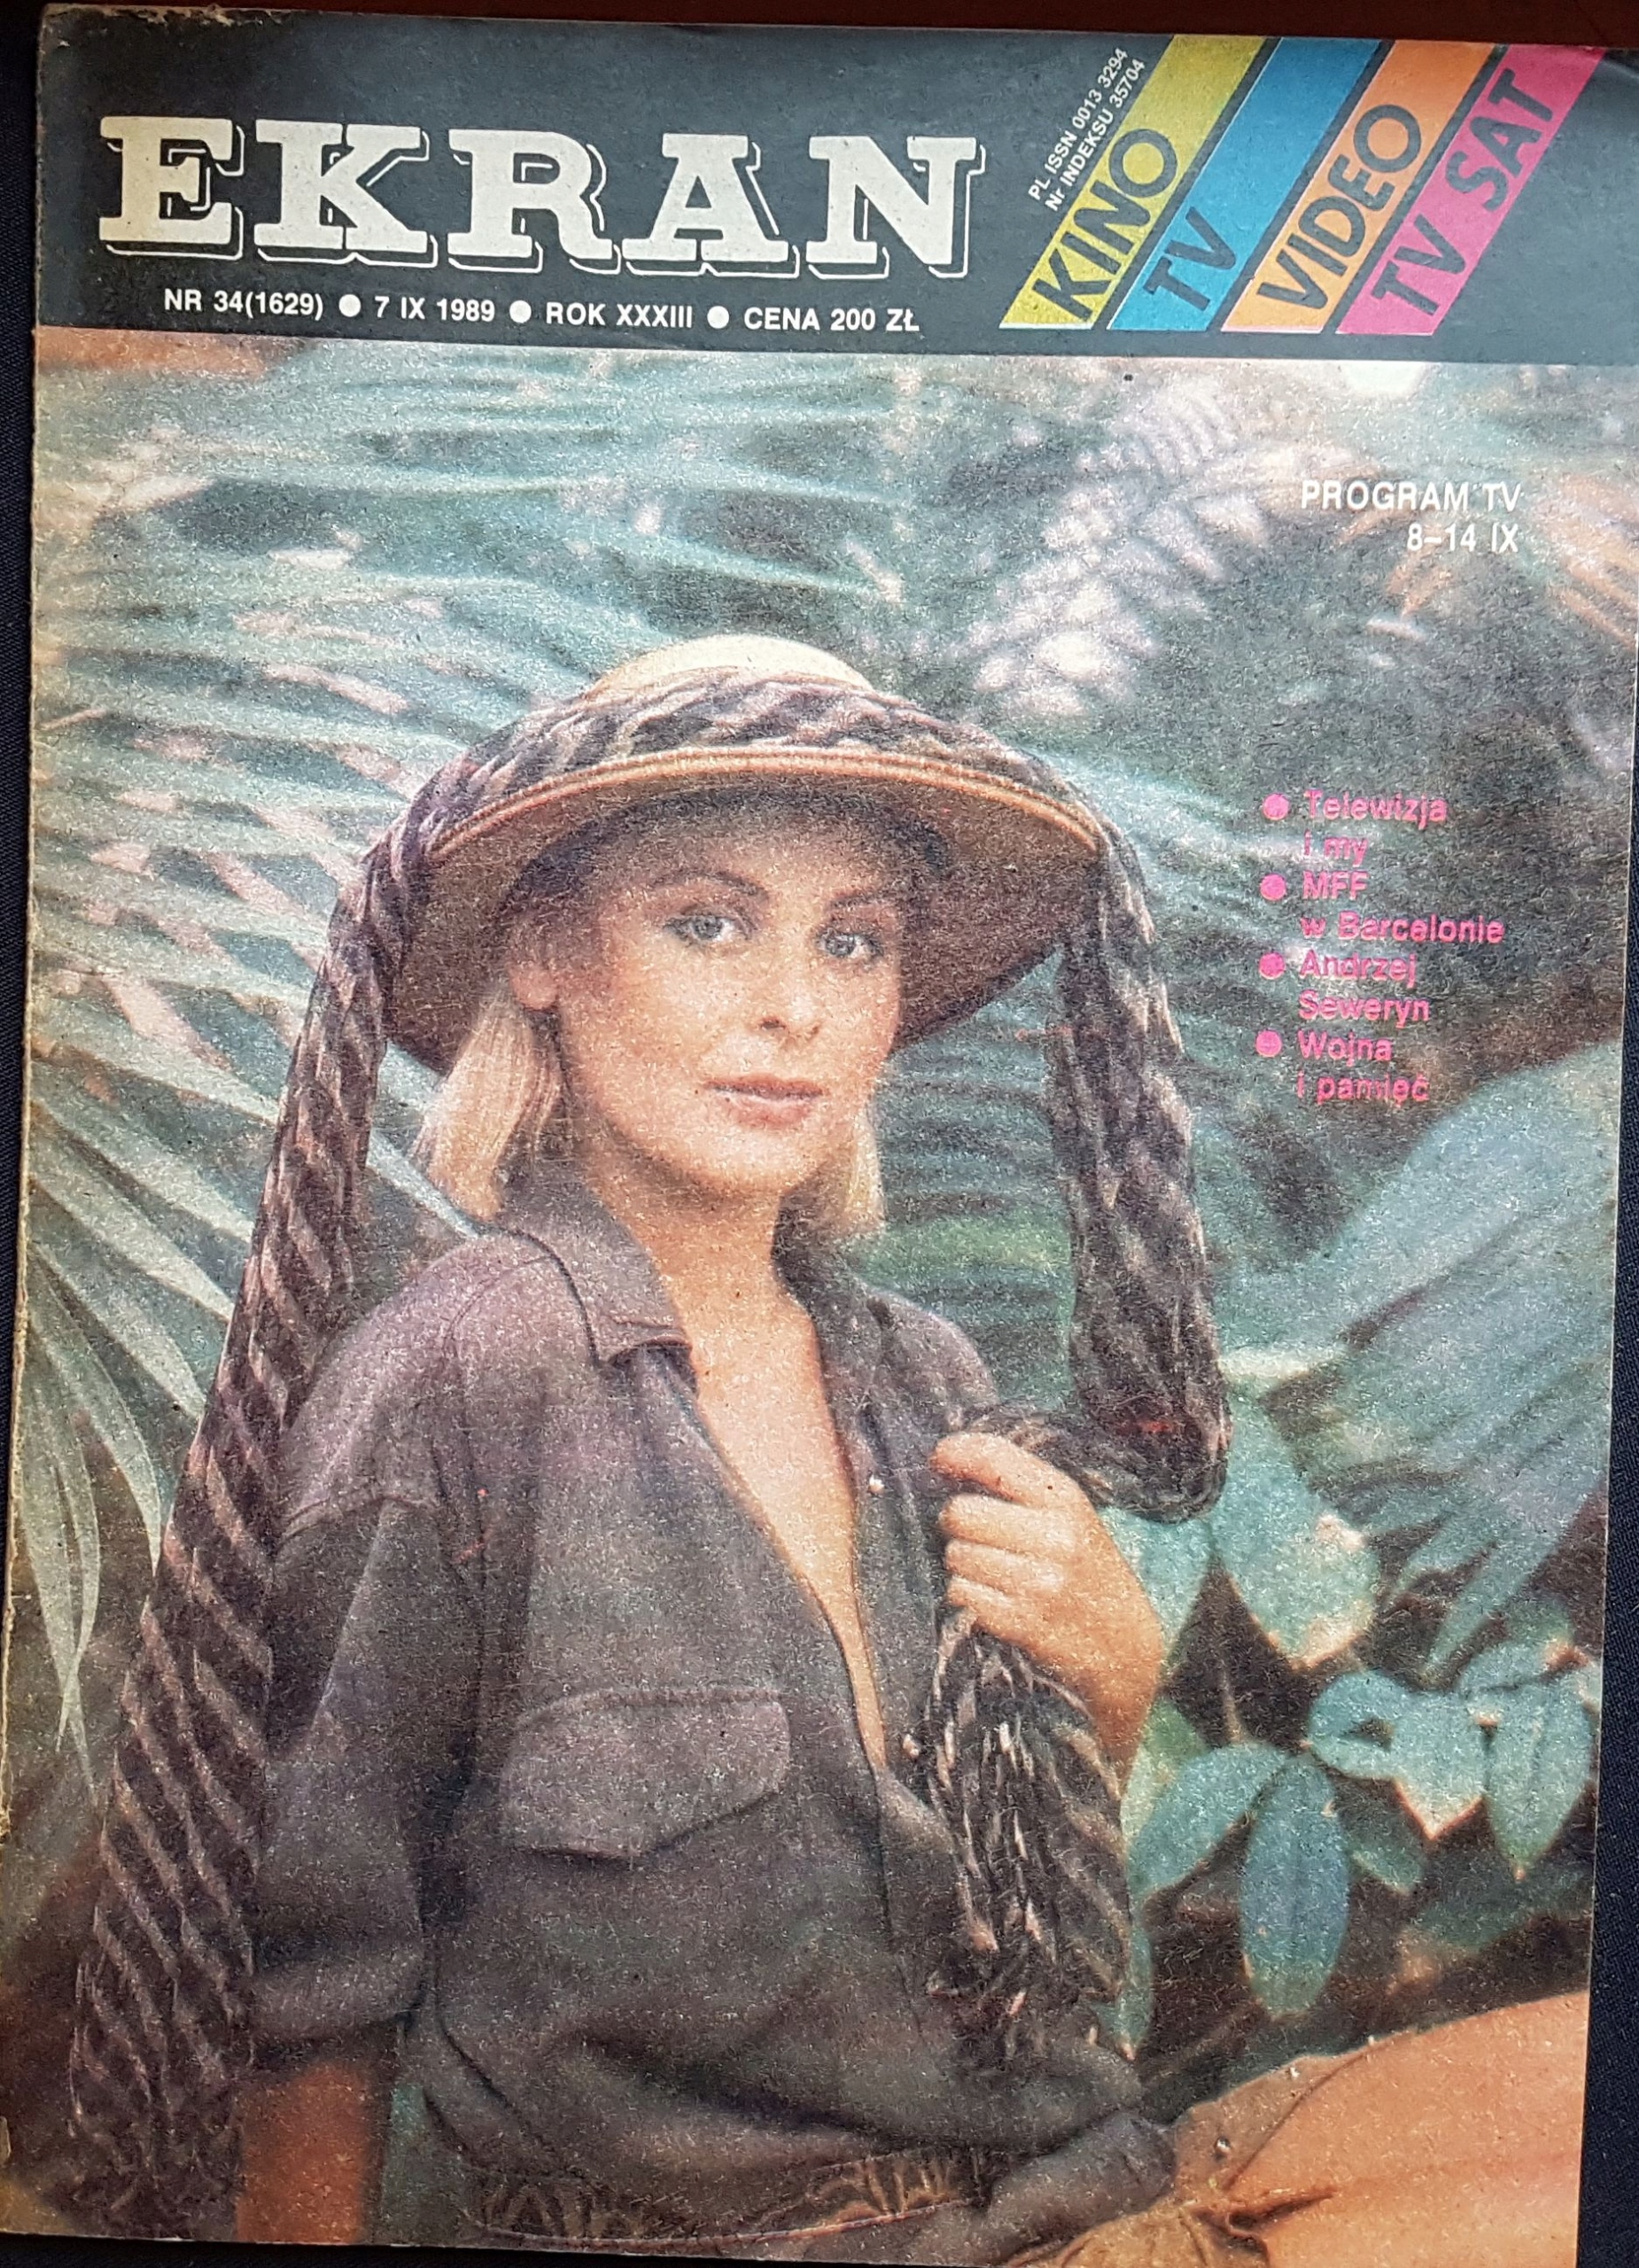 EKRAN
PL ISSN 0013 3294
Nr INDEKSU 35704
KINO
TV
VIDEO
TV SAT
NR 34(1629) ● 7 IX 1989 ● ROK XXXIII ● CENA 200 ZŁ
PROGRAM TV
8–14 IX
● Telewizja
i my
● MFF
w Barcelonie
● Andrzej
Seweryn
● Wojna
i pamięć